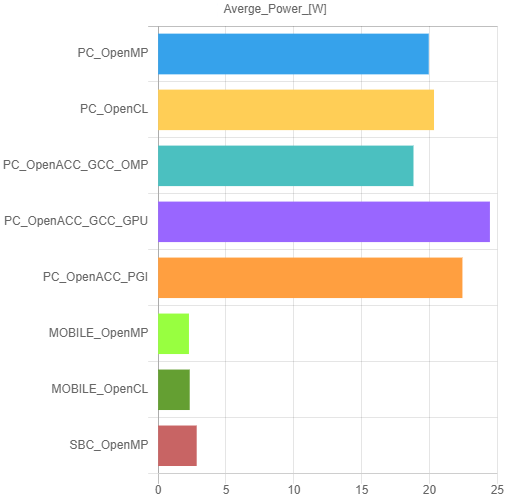 Averge_Power_[W]
PC_OpenMP
PC_OpenCL
PC_OpenACC_GCC_OMP
PC_OpenACC_GCC_GPU
PC_OpenACC_PGI
MOBILE_OpenMP
MOBILE_OpenCL
SBC_OpenMP
0 5 10 15 20 25